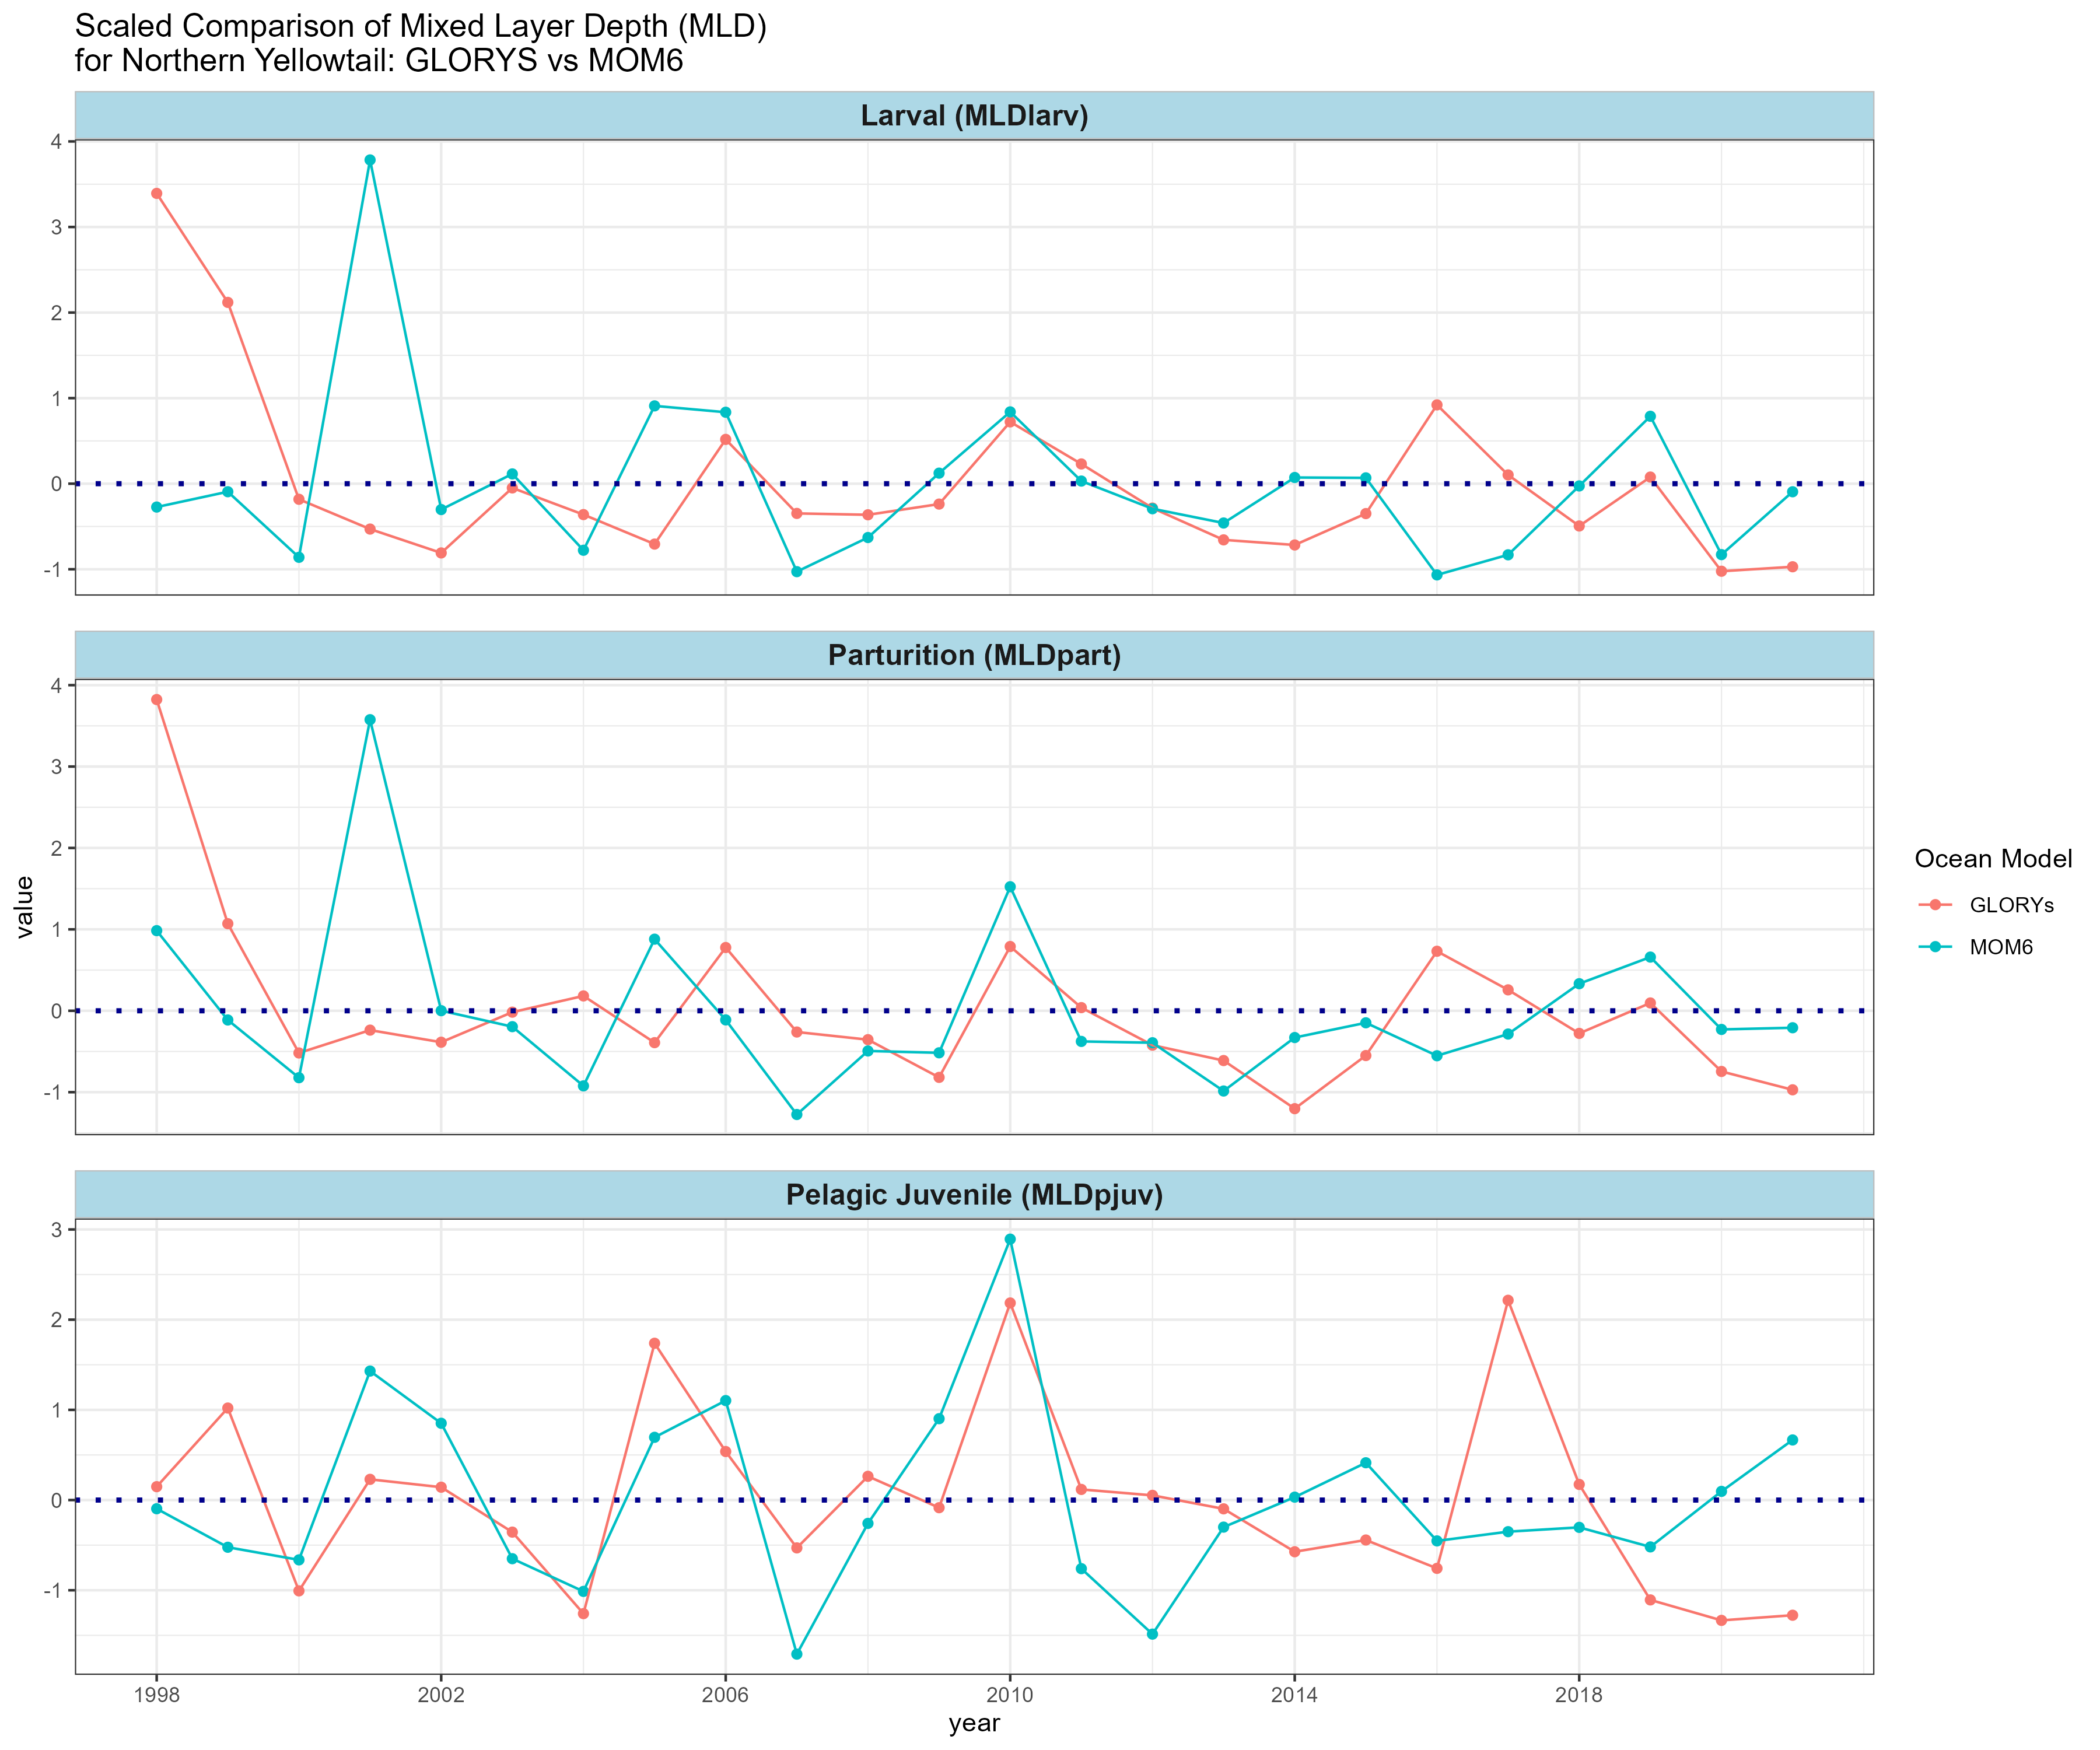 Scaled Comparison of Mixed Layer Depth (MLD)
for Northern Yellowtail: GLORYS vs MOM6
Larval (MLDlarv)
4
3
2
1
0
-1
Parturition (MLDpart)
4
3
2
1
0
-1
value
Pelagic Juvenile (MLDpjuv)
3
2
1
0
-1
1998
2002
2006
2010
2014
2018
year
Ocean Model
GLORYs
MOM6